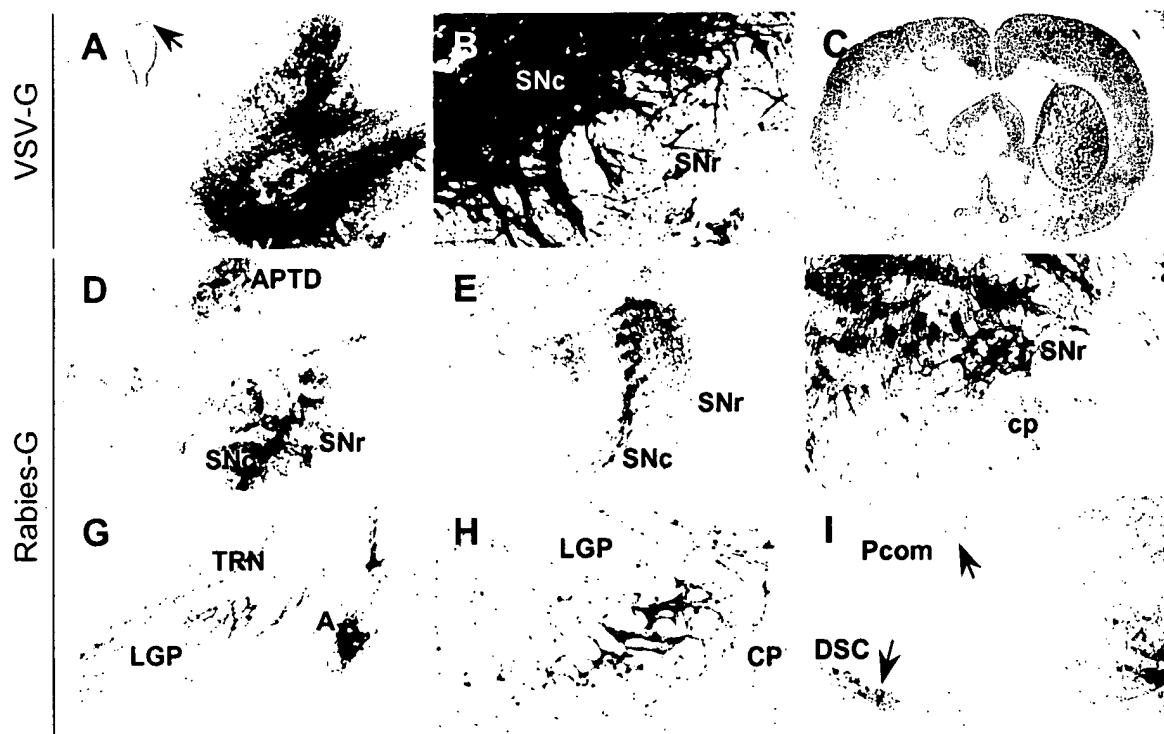 VSV-G
A
B
SNc
SNr
C
Rabies-G
D
APTD
SNc
SNr
E
SNr
SNc
F
SNr
cp
G
TRN
A
LGP
H
LGP
CP
I
Pcom
DSC